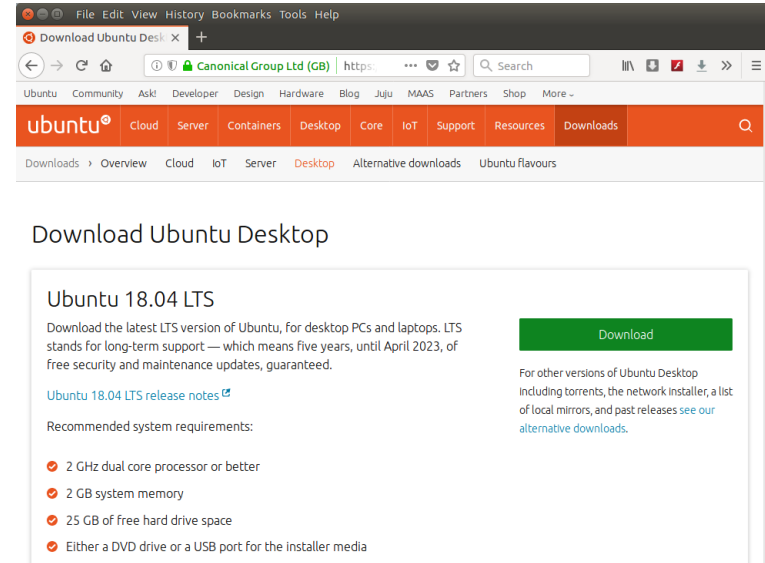 File Edit View History Bookmarks Tools Help
Download Ubuntu Desk
Canonical Group Ltd (GB) https: Search
Ubuntu Community Ask! Developer Design Hardware Blog Juju MAAS Partners Shop More
ubuntu Cloud Server Containers Desktop Core IoT Support Resources Downloads
Downloads › Overview Cloud IoT Server Desktop Alternative downloads Ubuntu flavours
Download Ubuntu Desktop
Ubuntu 18.04 LTS
Download the latest LTS version of Ubuntu, for desktop PCs and laptops. LTS
stands for long-term support — which means five years, until April 2023, of
free security and maintenance updates, guaranteed.
Ubuntu 18.04 LTS release notes
Recommended system requirements:
2 GHz dual core processor or better
2 GB system memory
25 GB of free hard drive space
Either a DVD drive or a USB port for the installer media
Download
For other versions of Ubuntu Desktop
including torrents, the network installer, a list
of local mirrors, and past releases see our
alternative downloads.